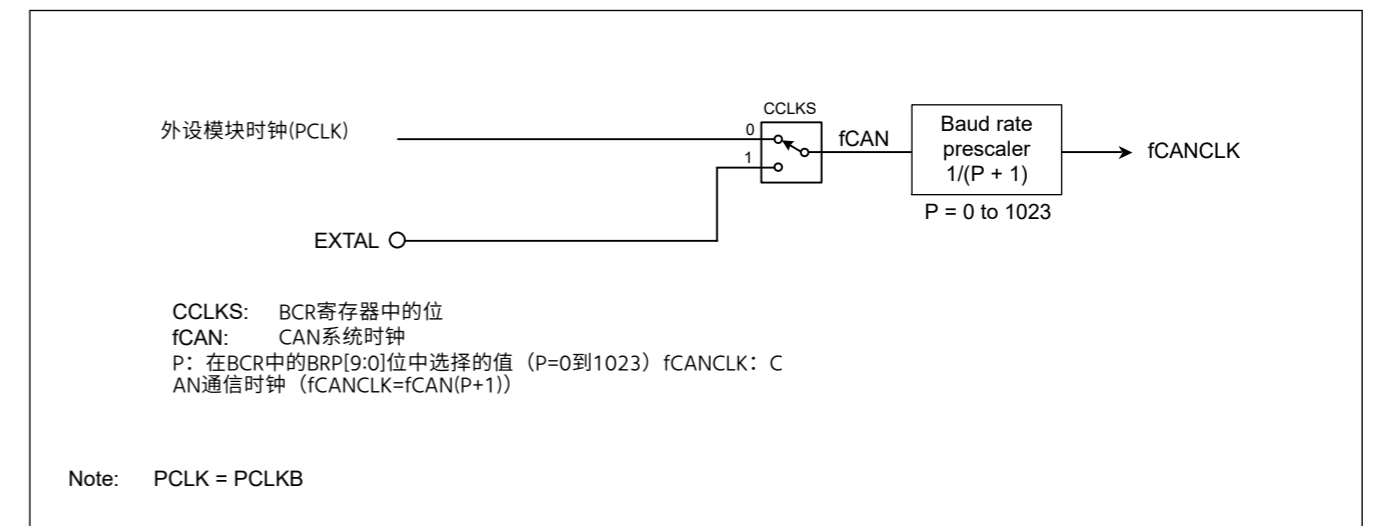 CCLKS
外设模块时钟(PCLK)
0
1
fCAN
Baud rate
prescaler
1/(P + 1)
fCANCLK
P = 0 to 1023
EXTAL
CCLKS: BCR寄存器中的位
fCAN: CAN系统时钟
P：在BCR中的BRP[9:0]位中选择的值（P=0到1023）fCANCLK：C
AN通信时钟（fCANCLK=fCAN(P+1)）
Note: PCLK = PCLKB